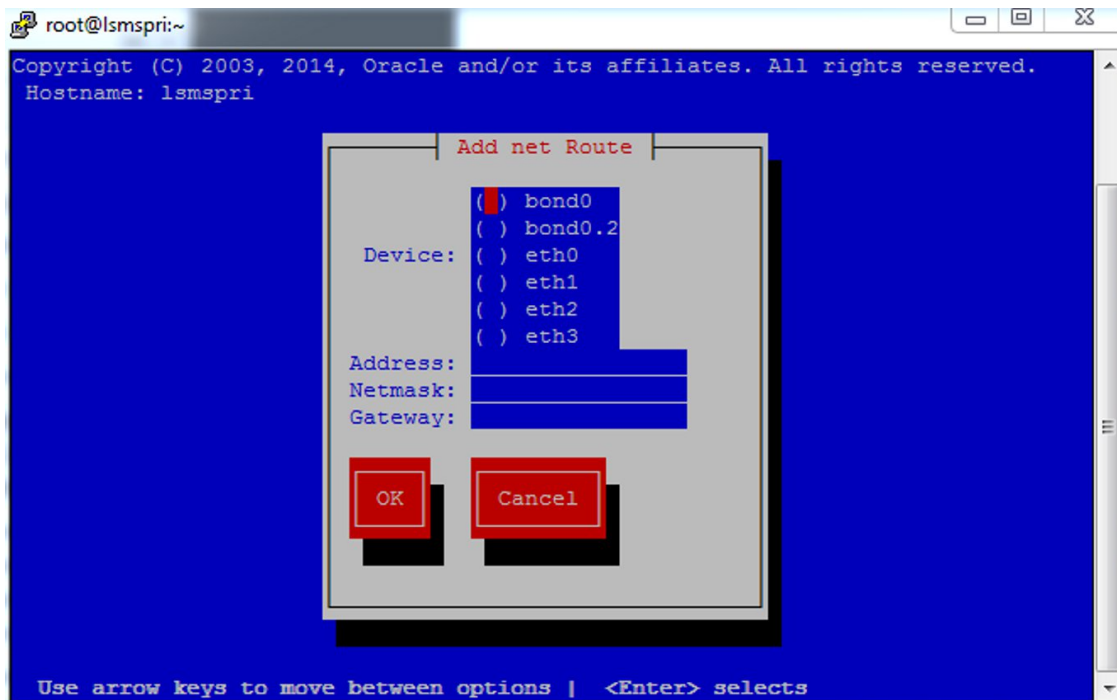 root@lsmspri:~
Copyright (C) 2003, 2014, Oracle and/or its affiliates. All rights reserved.
Hostname: lsmspri
Add net Route
( ) bond0
( ) bond0.2
Device: ( ) eth0
( ) eth1
( ) eth2
( ) eth3
Address:
Netmask:
Gateway:
OK Cancel
Use arrow keys to move between options | <Enter> selects